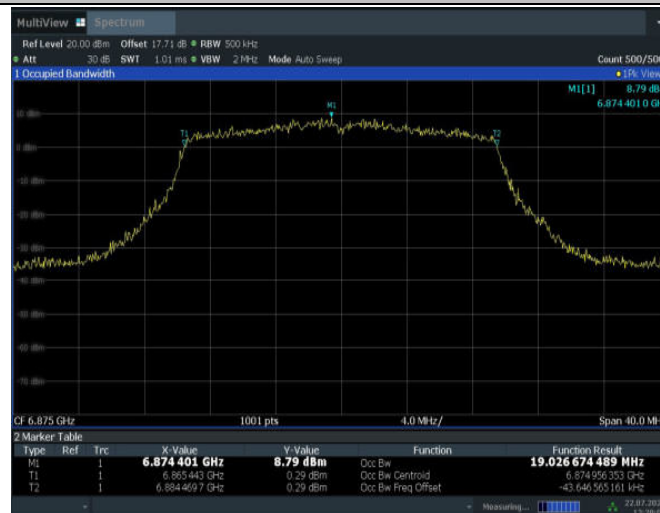 MultiView Spectrum
Ref Level 20.00 dBm Offset 17.71 dB RBW 500 kHz
Att 30 dB SWT 1.01 ms VBW 2 MHz Mode Auto Sweep Count 500/500
1 Occupied Bandwidth 1Pk View
M1[1] 8.79 dB
6.874 401 0 GH
M1
10 dBm
T1 T2
0 dBm
-10 dBm
-20 dBm
-30 dBm
-40 dBm
-60 dBm
-70 dBm
CF 6.875 GHz 1001 pts 4.0 MHz/ Span 40.0 MH
2 Marker Table
Type Ref Trc X-Value Y-Value Function Function Result
M1 1 6.874 401 GHz 8.79 dBm Occ Bw 19.026 674 489 MHz
T1 1 6.865 443 GHz 0.29 dBm Occ Bw Centroid 6.874 956 353 GHz
T2 1 6.884 469 7 GHz 0.29 dBm Occ Bw Freq Offset -43.646 565 161 kHz
Measuring... 22.07.202